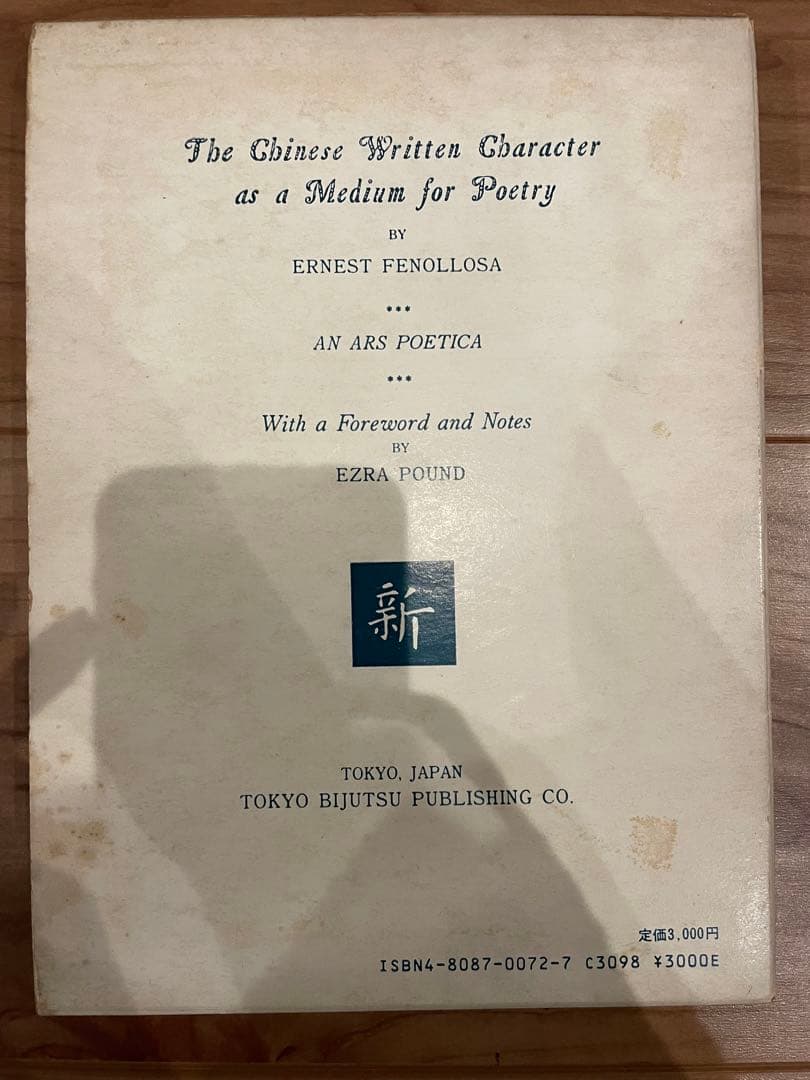 The Chinese Written Character
as a Medium for Poetry
BY
ERNEST FENOLLOSA
***
AN ARS POETICA
***
With a Foreword and Notes
BY
EZRA POUND
新
TOKYO, JAPAN
TOKYO BIJUTSU PUBLISHING CO.
定価3,000円
ISBN4-8087-0072-7 C3098 ¥3000E